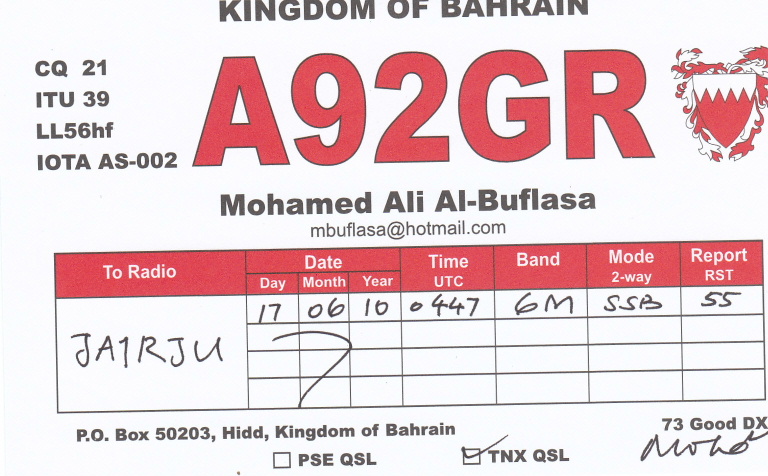 KINGDOM OF BAHRAIN
CQ 21
ITU 39
LL56hf
IOTA AS-002
A92GR
Mohamed Ali Al-Buflasa
mbuflasa@hotmail.com
To Radio Date Time UTC Band Mode 2-way Report RST
Day Month Year
JA1RJU 17 06 10 0447 6M SSB 55
P.O. Box 50203, Hidd, Kingdom of Bahrain 73 Good DX
PSE QSL TNX QSL